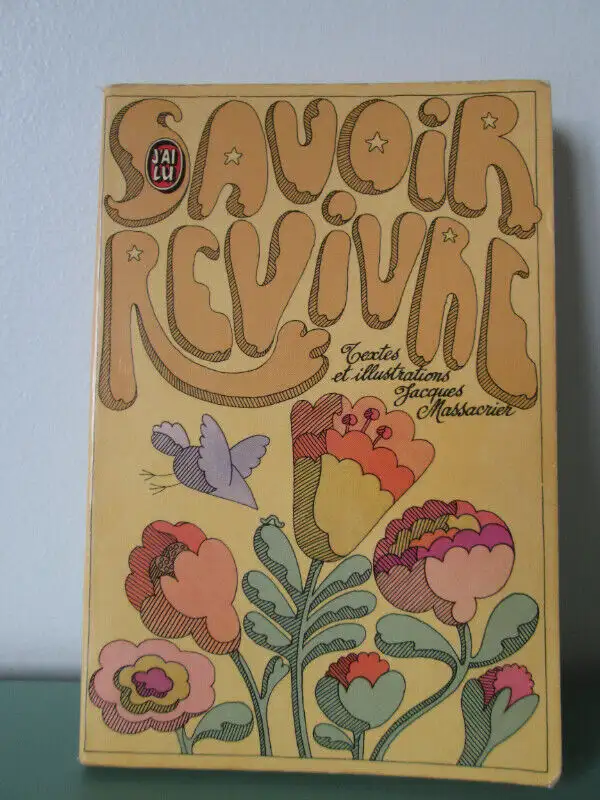 SAVOIR
J'AI
LU
REVIVRE
Textes
et illustrations
Jacques
Massacrier